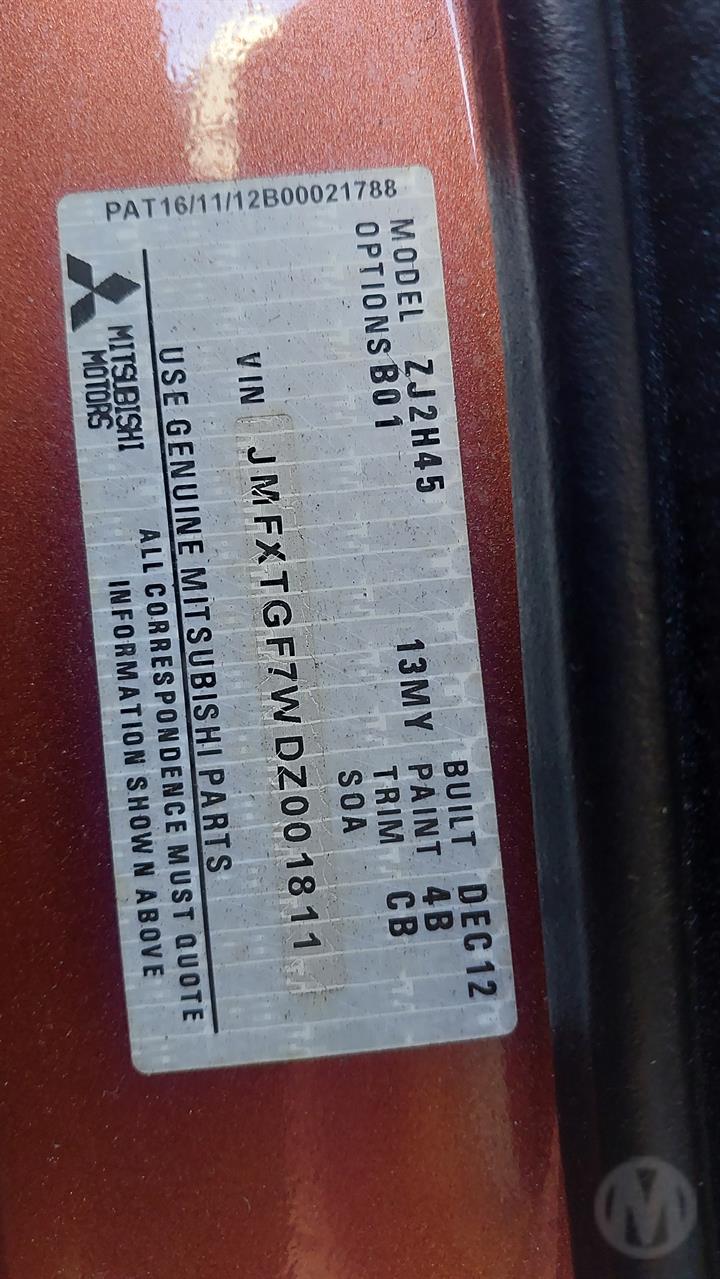 PAT16/11/12B00021788
MODEL ZJ2H45 BUILT DEC12
OPTIONS B01 13MY PAINT 4B
TRIM CB
SOA
VIN JMFXTGF7WDZ001811
USE GENUINE MITSUBISHI PARTS
MITSUBISHI
MOTORS
ALL CORRESPONDENCE MUST QUOTE
INFORMATION SHOWN ABOVE
M